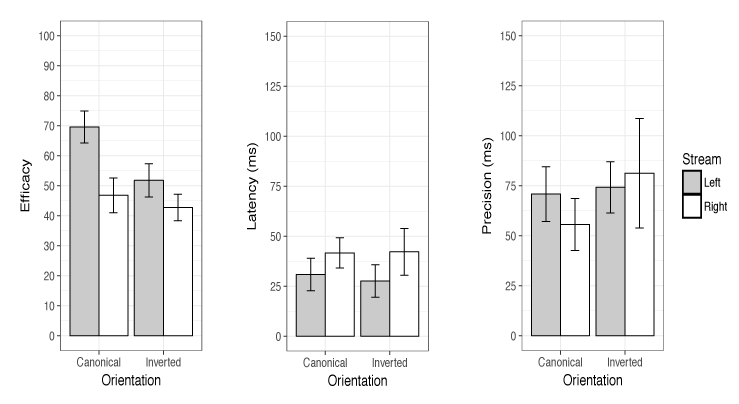 Efficacy
100
90
80
70
60
50
40
30
20
10
0
Canonical Inverted
Orientation
Latency (ms)
150
125
100
75
50
25
0
Canonical Inverted
Orientation
Precision (ms)
150
125
100
75
50
25
0
Canonical Inverted
Orientation
Stream
Left
Right